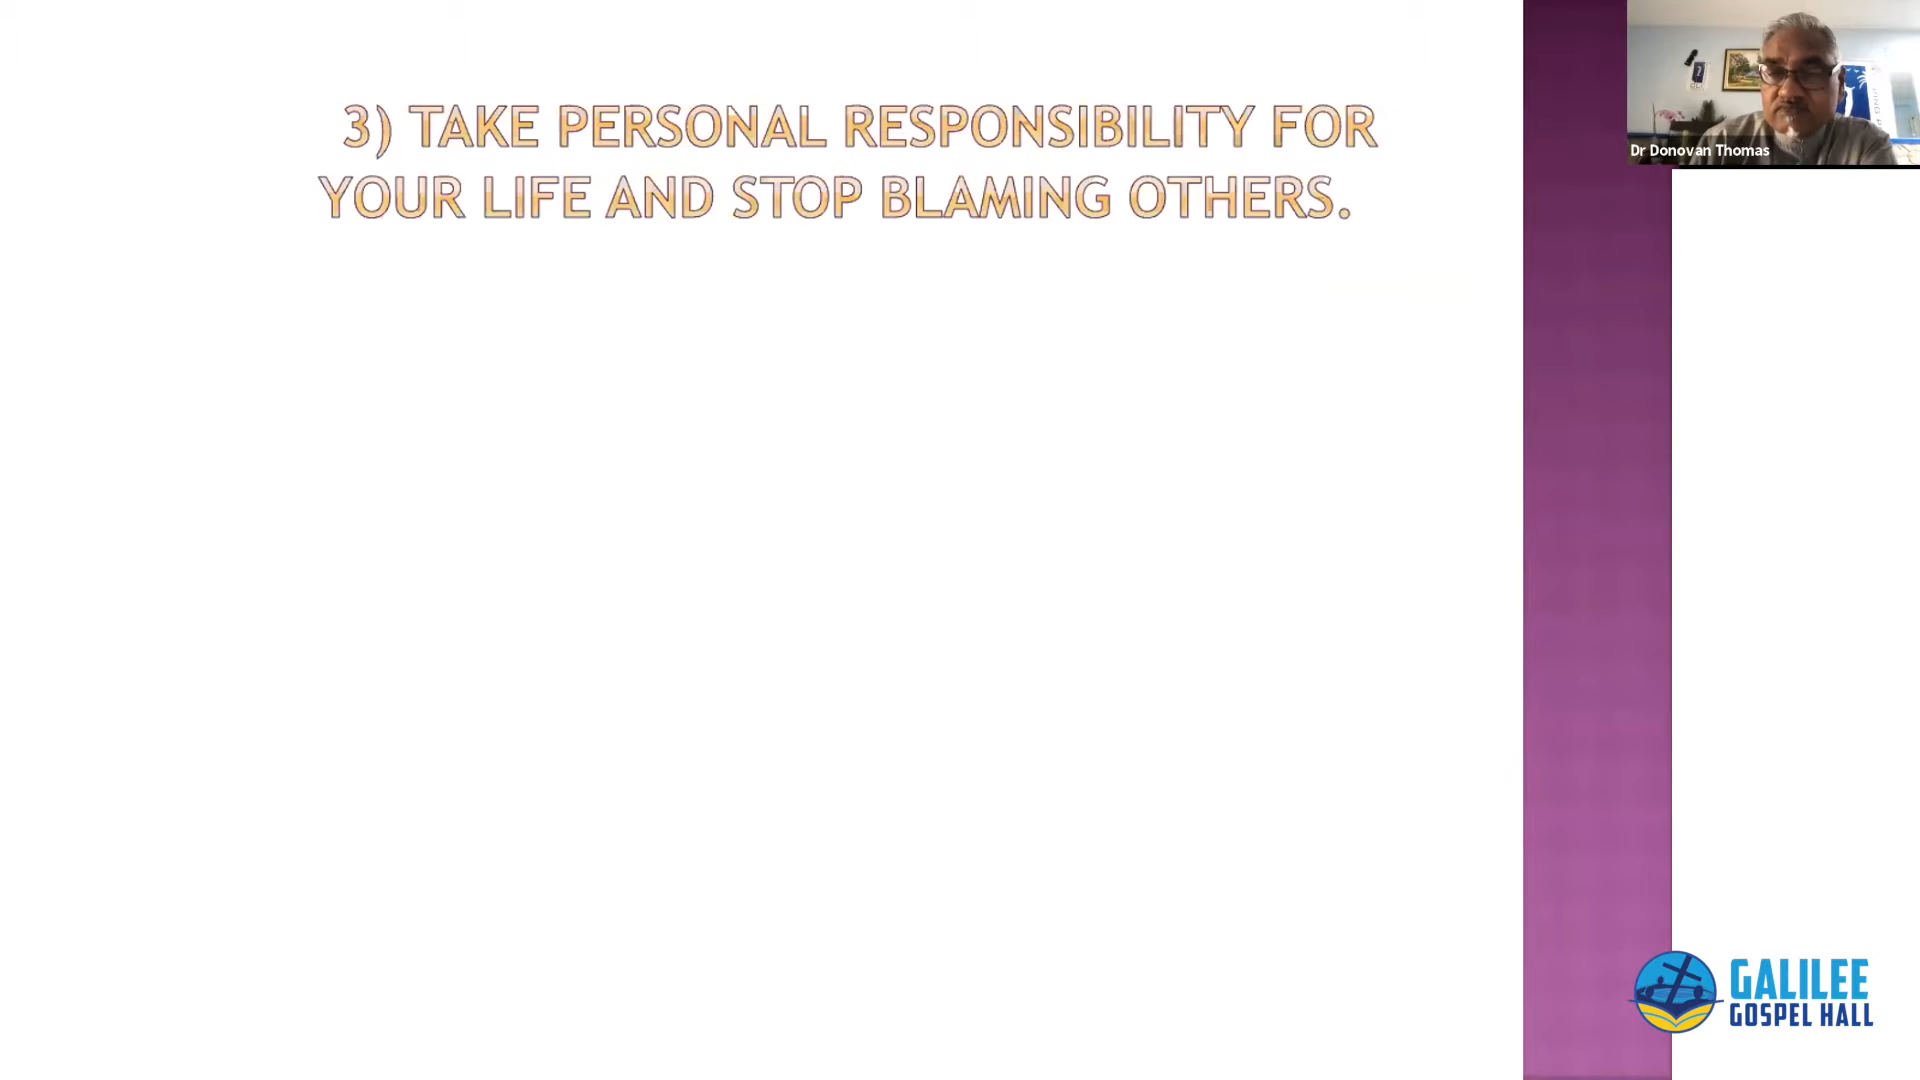 3) TAKE PERSONAL RESPONSIBILITY FOR
YOUR LIFE AND STOP BLAMING OTHERS.
Dr Donovan Thomas
GALILEE
GOSPEL HALL